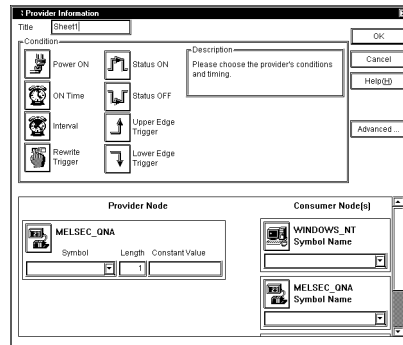 Provider Information
Title Sheet1
OK
Condition
Power ON
Status ON
Description
Please choose the provider's conditions
and timing.
Cancel
Help(H)
ON Time
Status OFF
Interval
Upper Edge
Trigger
Advanced ...
Rewrite
Trigger
Lower Edge
Trigger
Provider Node
Consumer Node(s)
MELSEC_QNA
Symbol Length Constant Value
1
WINDOWS_NT
Symbol Name
MELSEC_QNA
Symbol Name